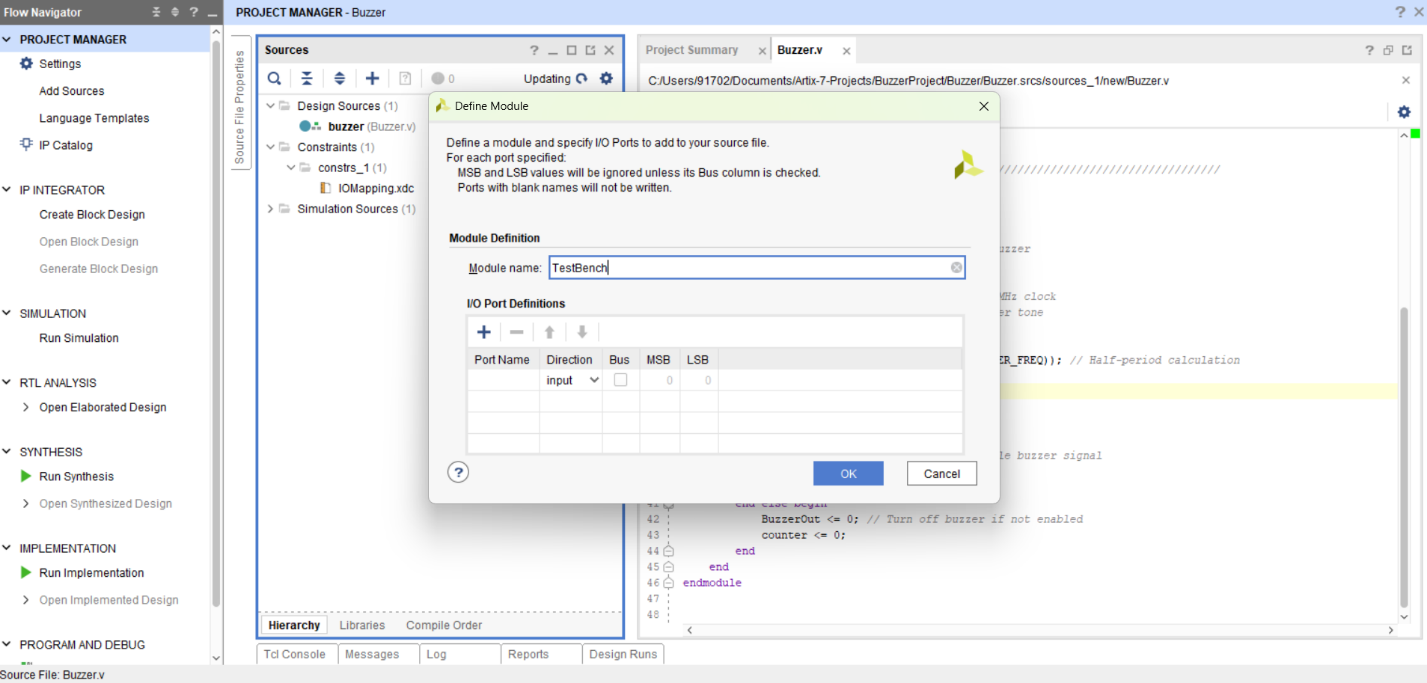 Flow Navigator
PROJECT MANAGER - Buzzer
PROJECT MANAGER
Settings
Add Sources
Language Templates
IP Catalog
IP INTEGRATOR
Create Block Design
Open Block Design
Generate Block Design
SIMULATION
Run Simulation
RTL ANALYSIS
Open Elaborated Design
SYNTHESIS
Run Synthesis
Open Synthesized Design
IMPLEMENTATION
Run Implementation
Open Implemented Design
PROGRAM AND DEBUG
Source File Properties
Sources
0
Updating
Design Sources (1)
buzzer (Buzzer.v)
Constraints (1)
constrs_1 (1)
IOMapping.xdc
Simulation Sources (1)
Hierarchy Libraries Compile Order
Project Summary
Buzzer.v
C:/Users/91702/Documents/Artix-7-Projects/BuzzerProject/Buzzer/Buzzer.srcs/sources_1/new/Buzzer.v
Define Module
Define a module and specify I/O Ports to add to your source file.
For each port specified:
MSB and LSB values will be ignored unless its Bus column is checked.
Ports with blank names will not be written.
Module Definition
Module name: TestBench
I/O Port Definitions
Port Name Direction Bus MSB LSB
input 0 0
? OK Cancel
MHz clock
tone
ER_FREQ)); // Half-period calculation
buzzer signal
end else begin
42 BuzzerOut <= 0; // Turn off buzzer if not enabled
43 counter <= 0;
44 end
45 end
46 endmodule
47
48
Tcl Console Messages Log Reports Design Runs
Source File: Buzzer.v